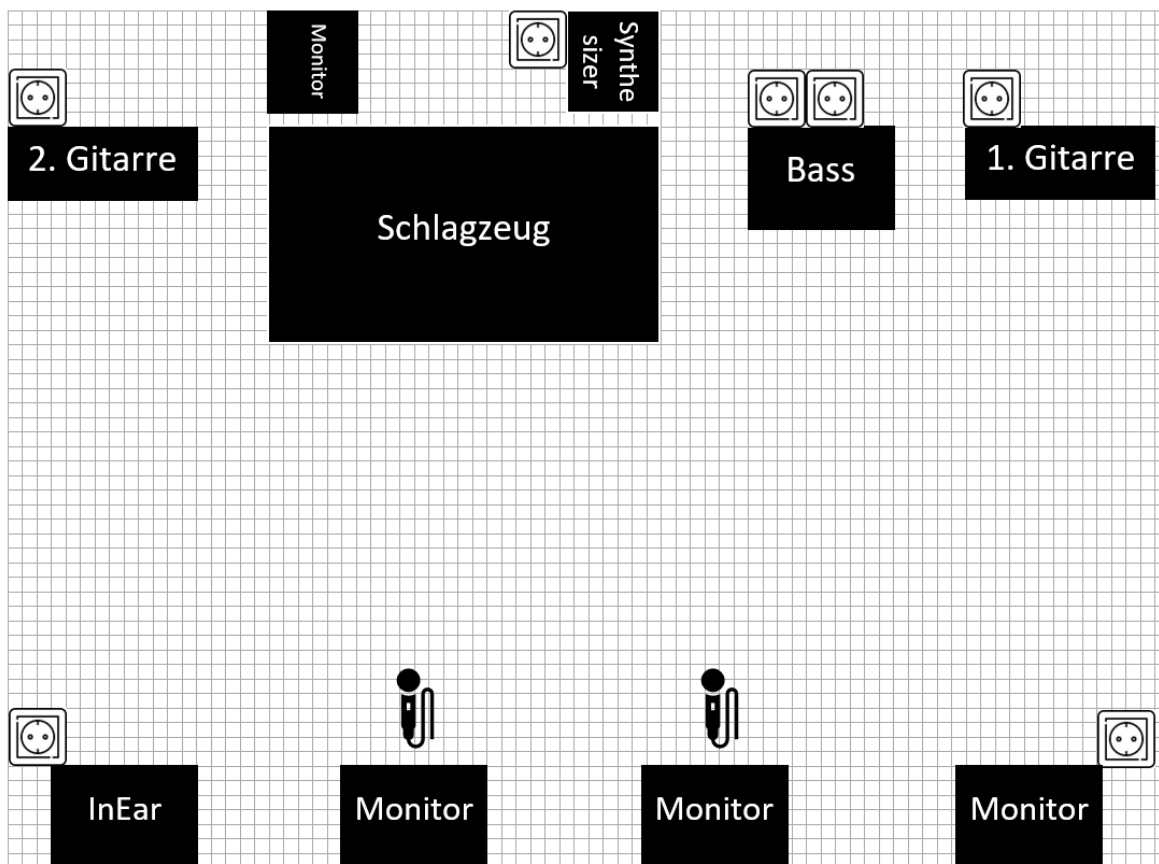 Monitor
Synthe
sizer
2. Gitarre
Schlagzeug
Bass
1. Gitarre
InEar
Monitor
Monitor
Monitor